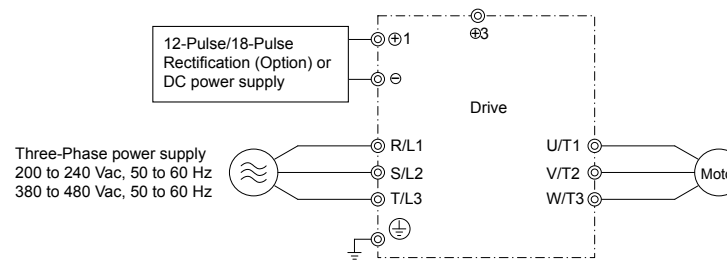 12-Pulse/18-Pulse
Rectification (Option) or
DC power supply
⊕1
⊖
⊕3
Drive
Three-Phase power supply
200 to 240 Vac, 50 to 60 Hz
380 to 480 Vac, 50 to 60 Hz
R/L1
S/L2
T/L3
U/T1
V/T2
W/T3
Moto